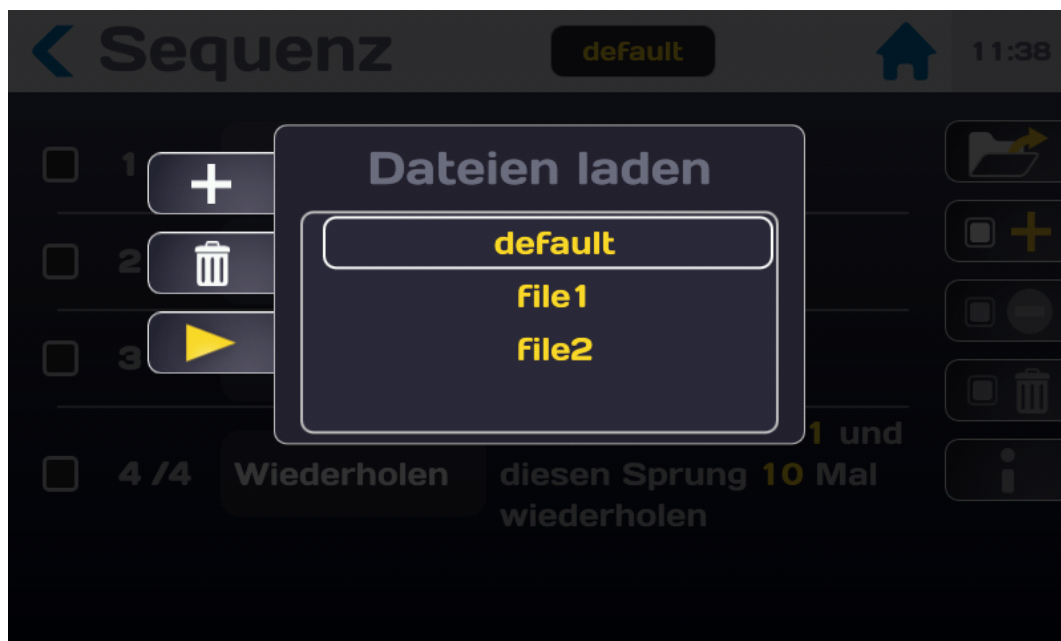 Sequenz default 11:38
Dateien laden
default
file1
file2
1
2
3
1 und
4 /4 Wiederholen diesen Sprung 10 Mal
wiederholen